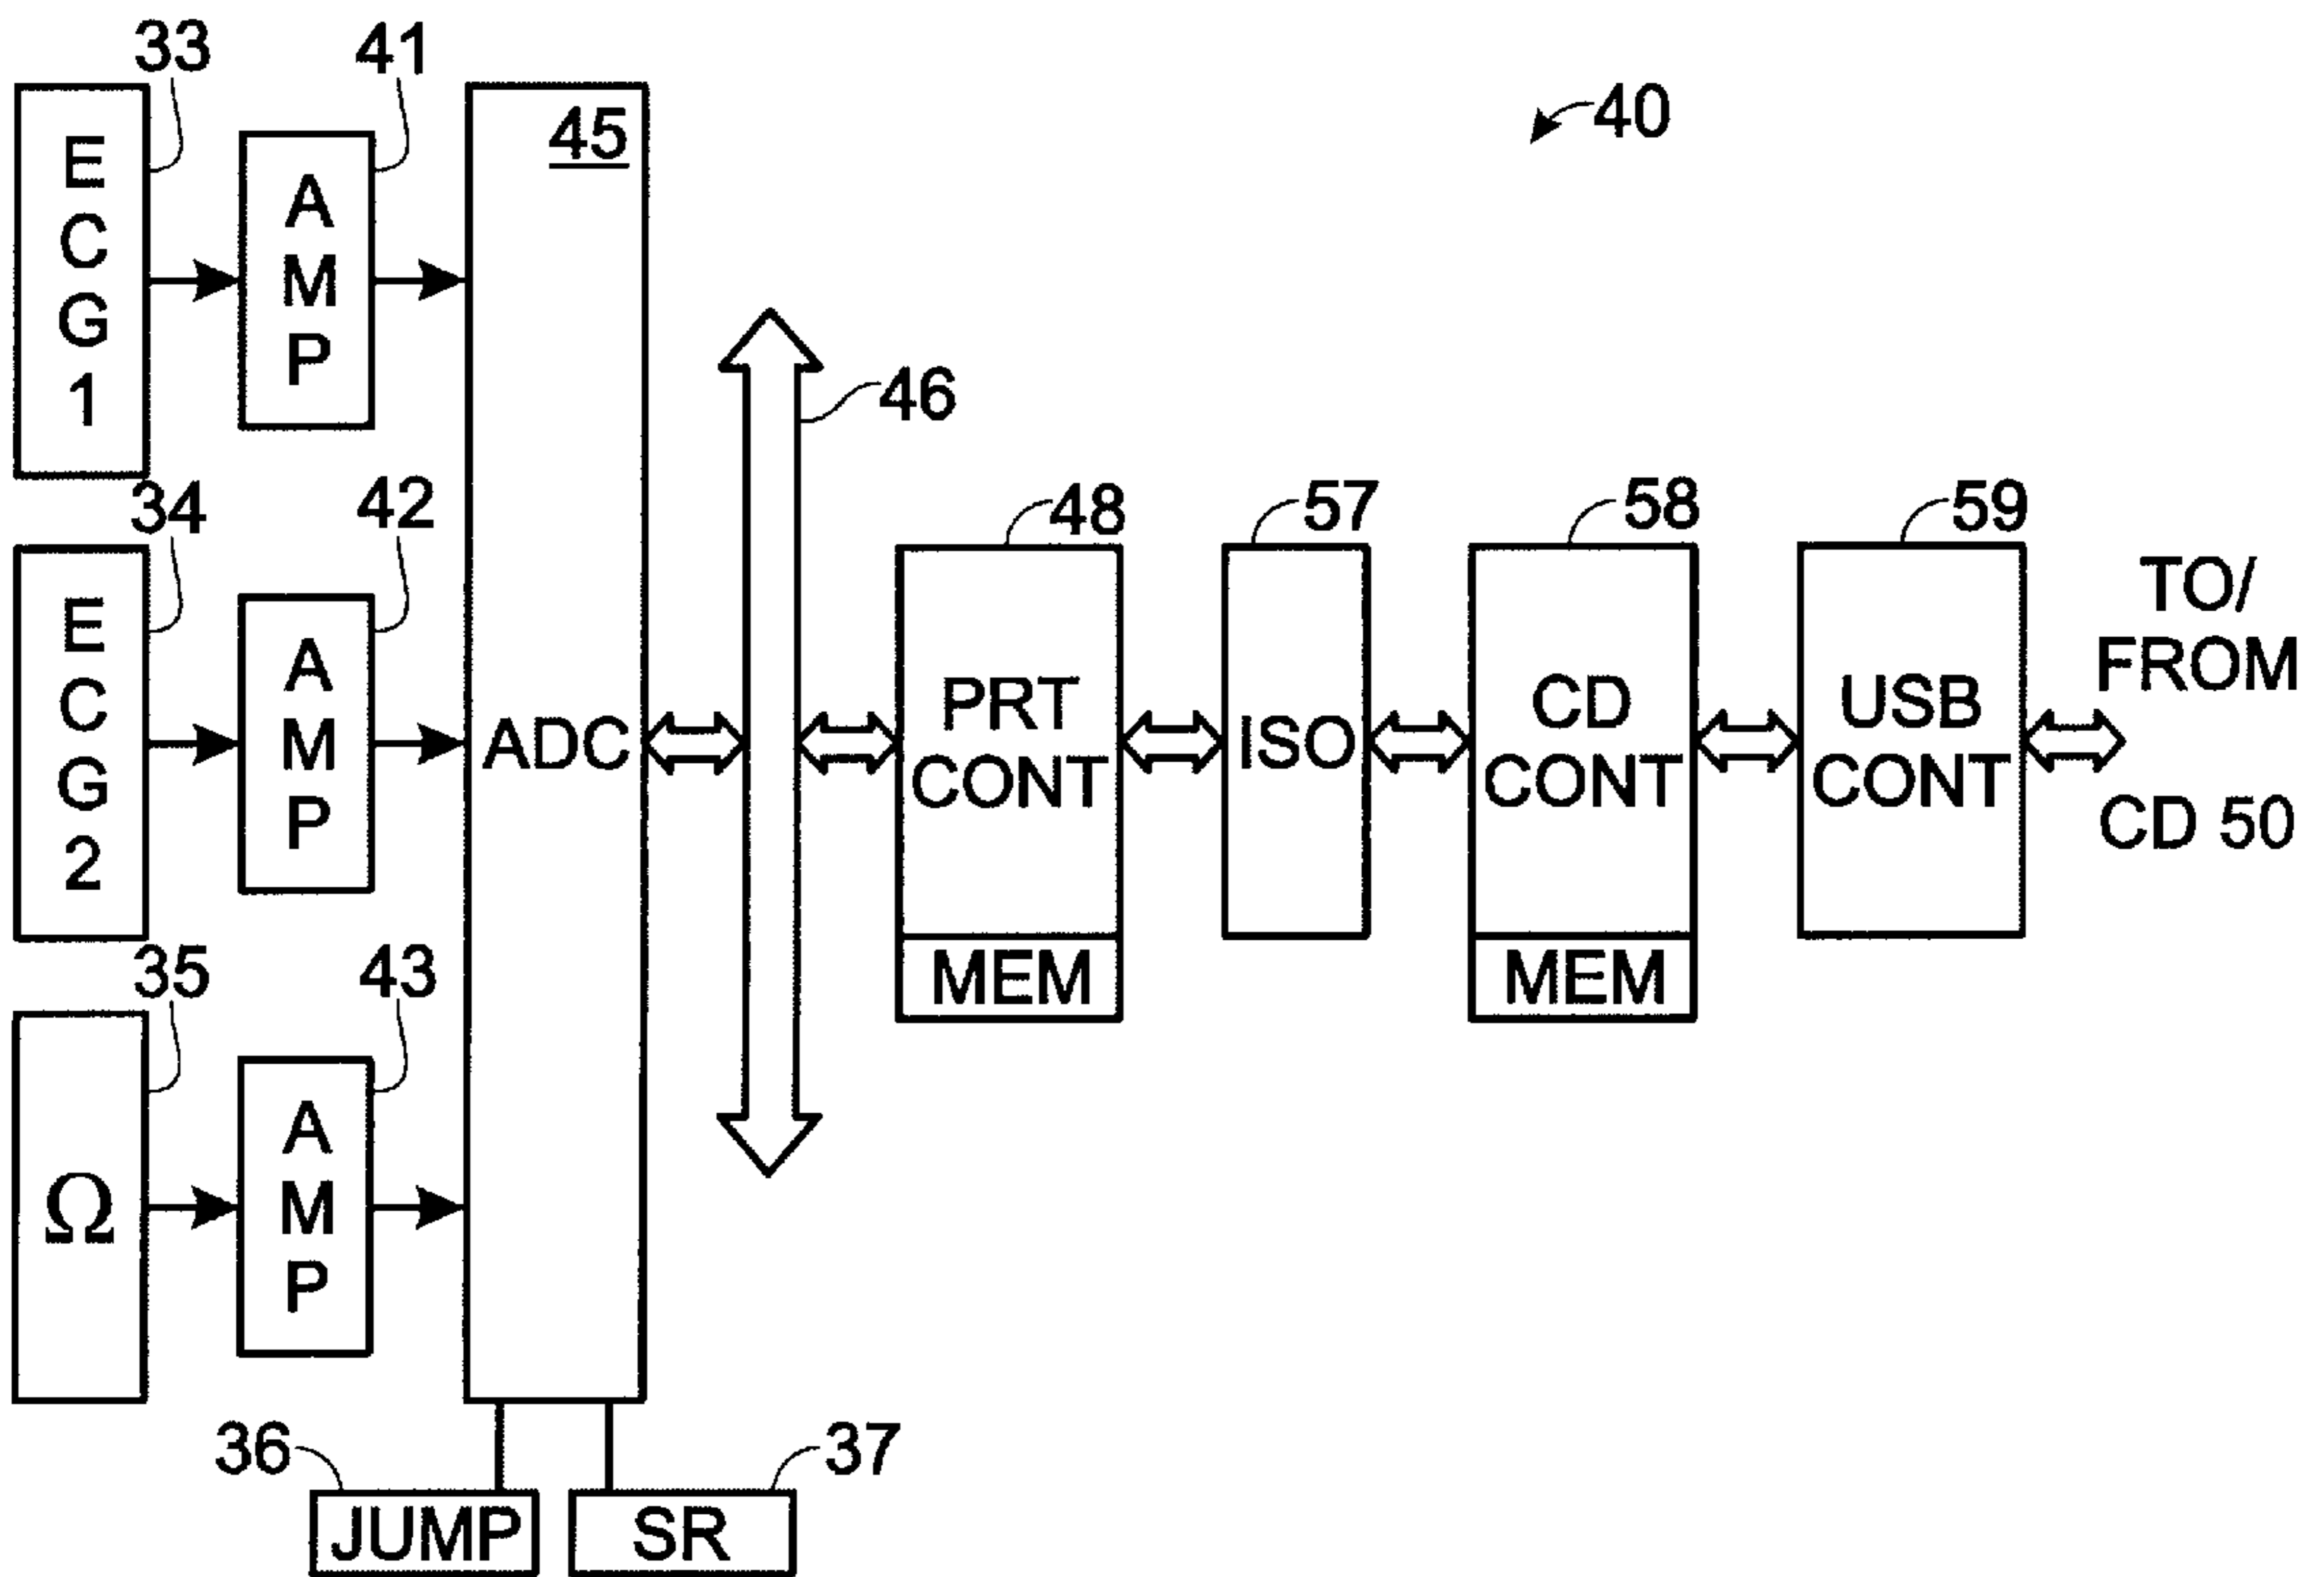 33
41
45
40
E
C
G
1
A
M
P
46
34
42
48
57
58
59
E
C
G
2
A
M
P
ADC
PRT
CONT
MEM
ISO
CD
CONT
MEM
USB
CONT
TO/
FROM
CD 50
35
43
Ω
A
M
P
36
37
JUMP
SR